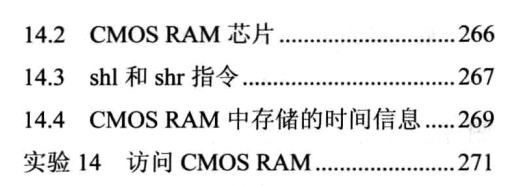 14.2 CMOS RAM 芯片..............................266
14.3 shl 和 shr 指令.....................................267
14.4 CMOS RAM 中存储的时间信息.....269
实验 14 访问 CMOS RAM........................271